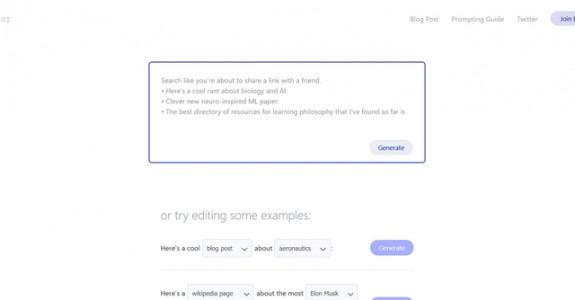 Blog Post Prompting Guide Twitter Join
Search like you're about to share a link with a friend.
• Here's a cool rant about biology and AI:
• Clever new neuro-inspired ML paper:
• The best directory of resources for learning philosophy that I've found so far is
Generate
or try editing some examples:
Here's a cool blog post about aeronautics : Generate
Here's a wikipedia page about the most Elon Musk